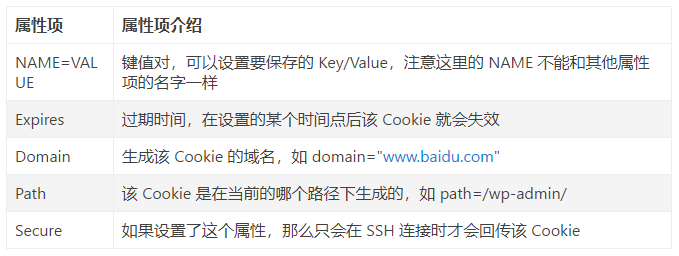 属性项 属性项介绍
NAME=VAL 键值对，可以设置要保存的 Key/Value，注意这里的 NAME 不能和其他属性
UE 项的名字一样
Expires 过期时间，在设置的某个时间点后该 Cookie 就会失效
Domain 生成该 Cookie 的域名，如 domain="www.baidu.com"
Path 该 Cookie 是在当前的哪个路径下生成的，如 path=/wp-admin/
Secure 如果设置了这个属性，那么只会在 SSH 连接时才会回传该 Cookie